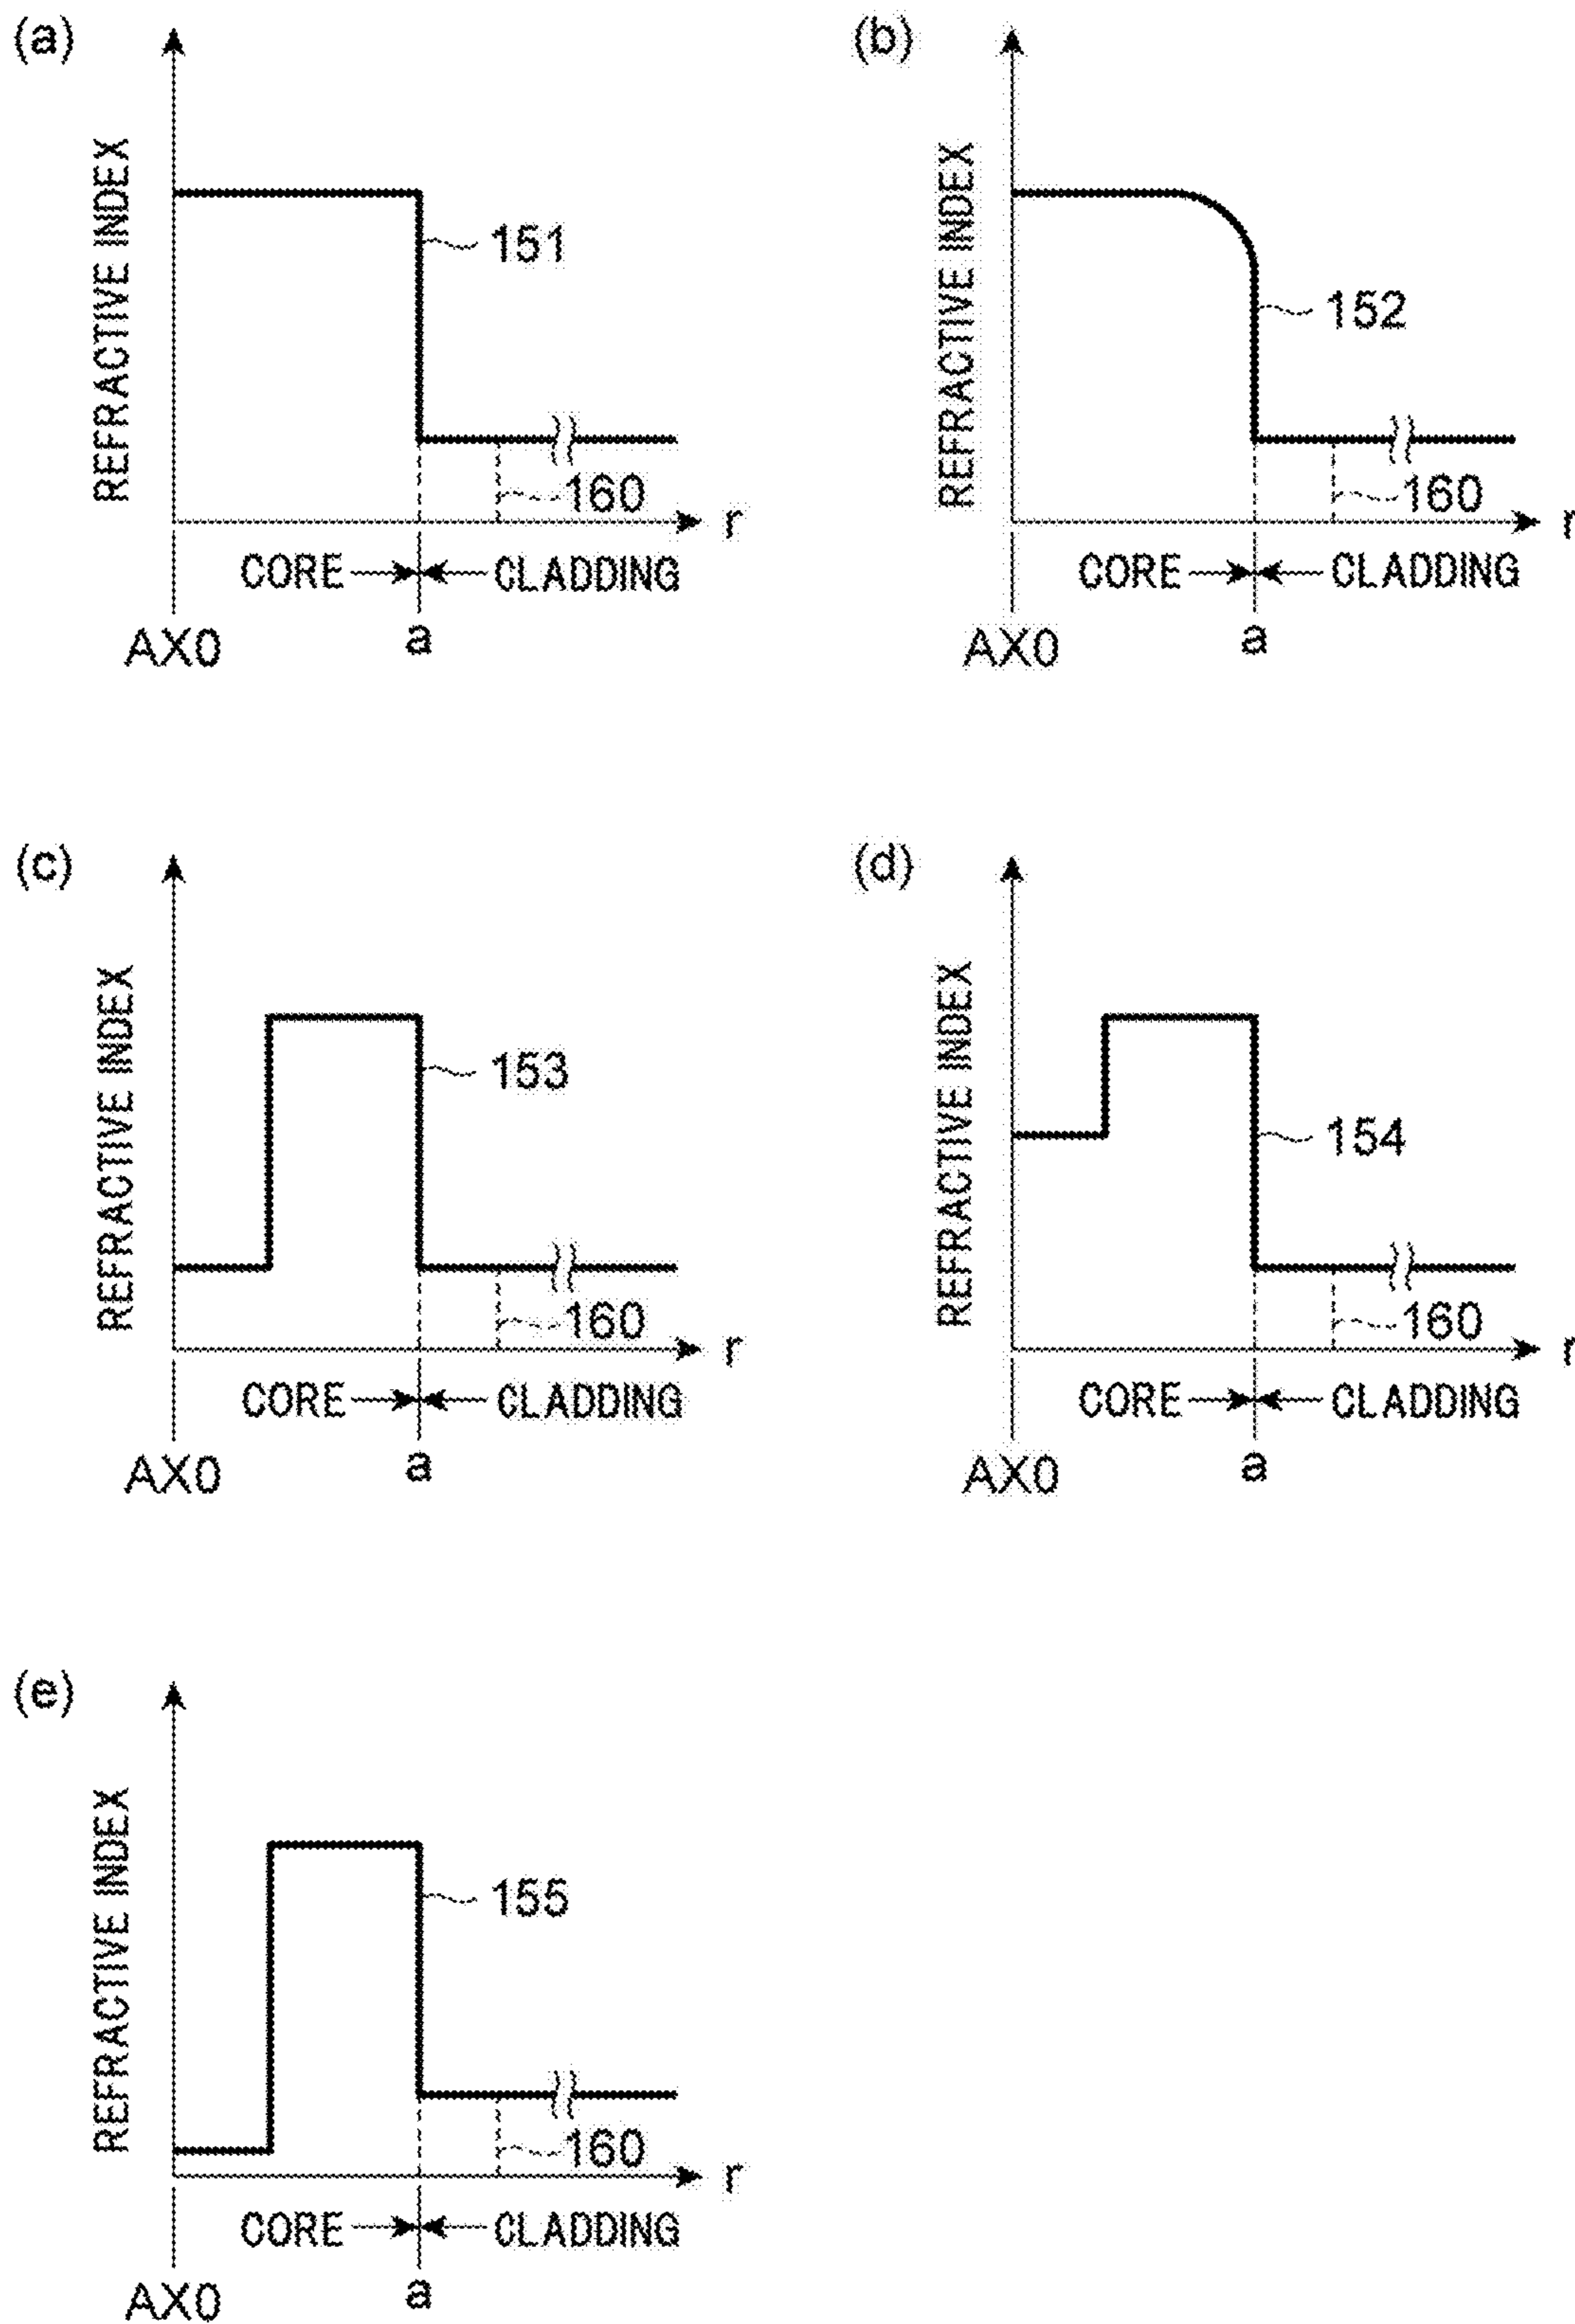 (a)
REFRACTIVE INDEX
151
160
r
CORE
CLADDING
AX0
a
(b)
REFRACTIVE INDEX
152
160
r
CORE
CLADDING
AX0
a
(c)
REFRACTIVE INDEX
153
160
r
CORE
CLADDING
AX0
a
(d)
REFRACTIVE INDEX
154
160
r
CORE
CLADDING
AX0
a
(e)
REFRACTIVE INDEX
155
160
r
CORE
CLADDING
AX0
a